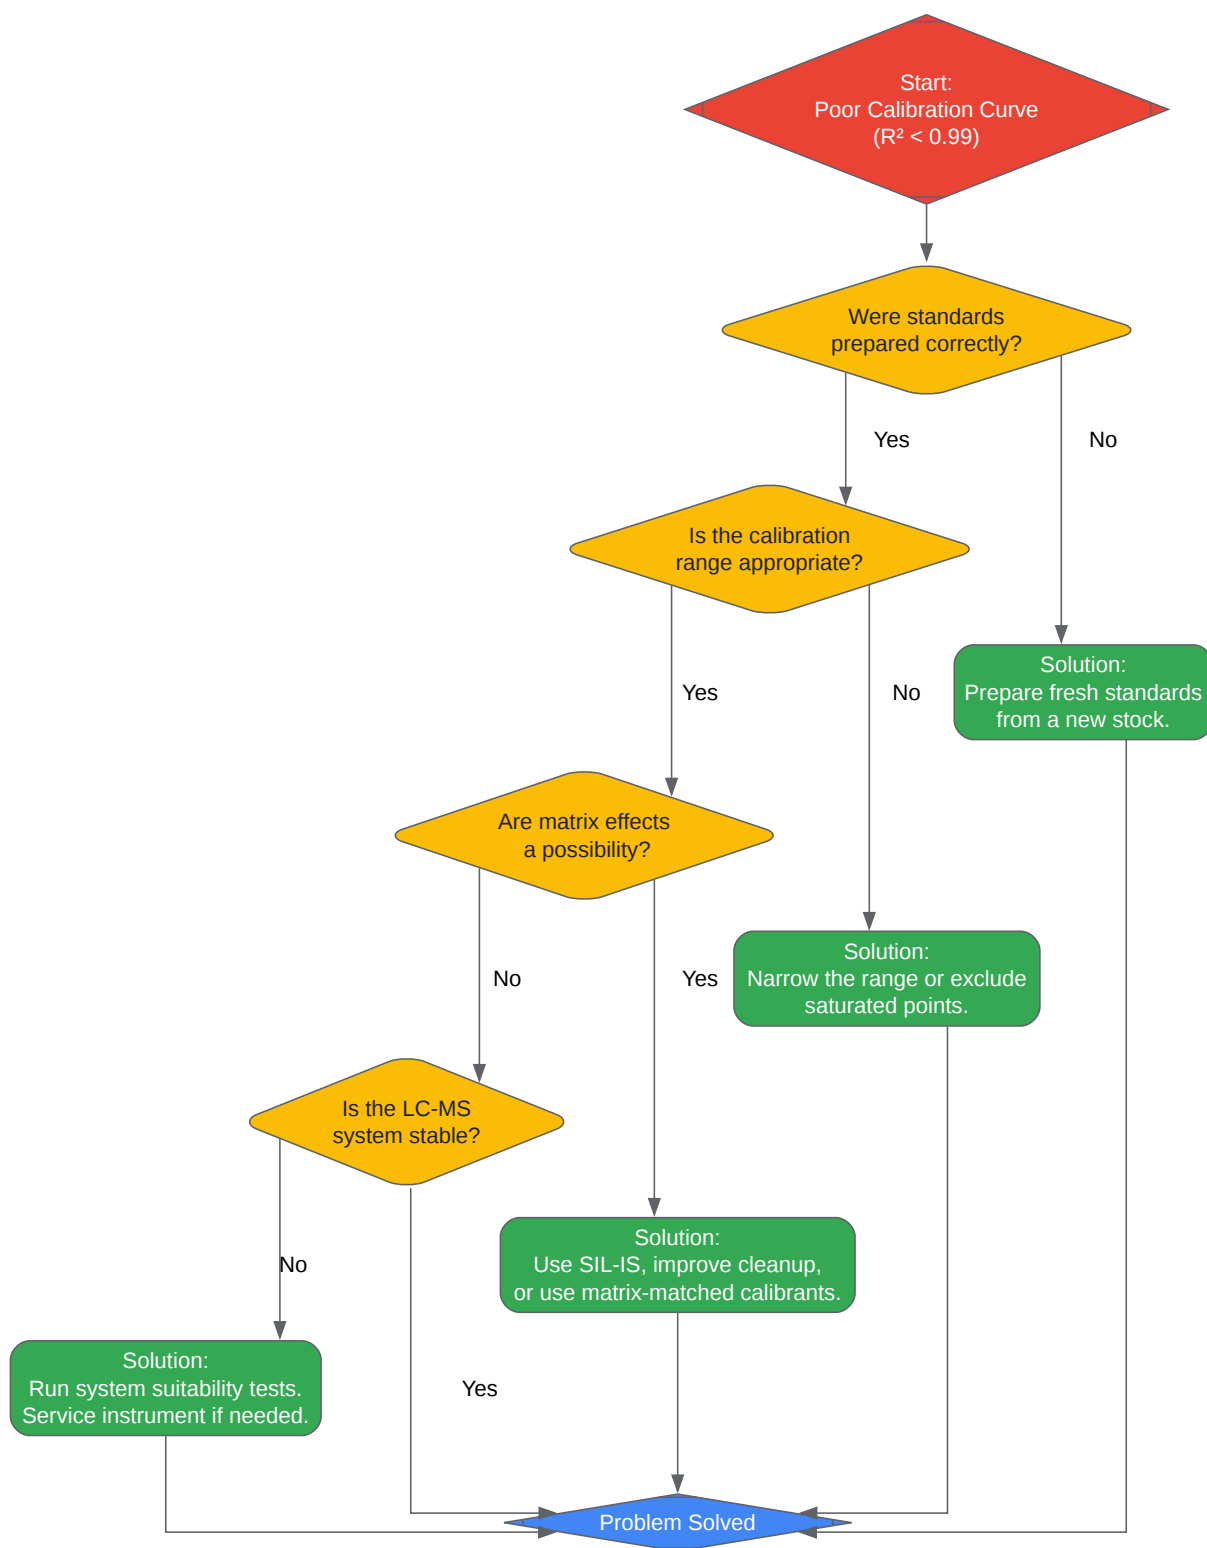 Start:
Poor Calibration Curve
(R² < 0.99)
Were standards
prepared correctly?
Yes
No
Is the calibration
range appropriate?
Yes
No
Solution:
Prepare fresh standards
from a new stock.
Are matrix effects
a possibility?
No
Yes
Solution:
Narrow the range or exclude
saturated points.
Is the LC-MS
system stable?
No
Yes
Solution:
Use SIL-IS, improve cleanup,
or use matrix-matched calibrants.
Solution:
Run system suitability tests.
Service instrument if needed.
Problem Solved